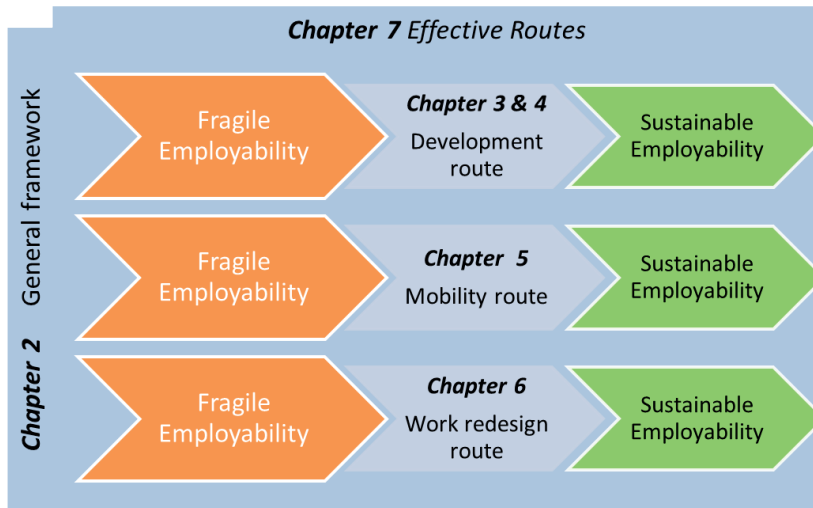 Chapter 7 Effective Routes
Chapter 2 General framework
Fragile
Employability
Chapter 3 & 4
Development
route
Sustainable
Employability
Fragile
Employability
Chapter 5
Mobility route
Sustainable
Employability
Fragile
Employability
Chapter 6
Work redesign
route
Sustainable
Employability